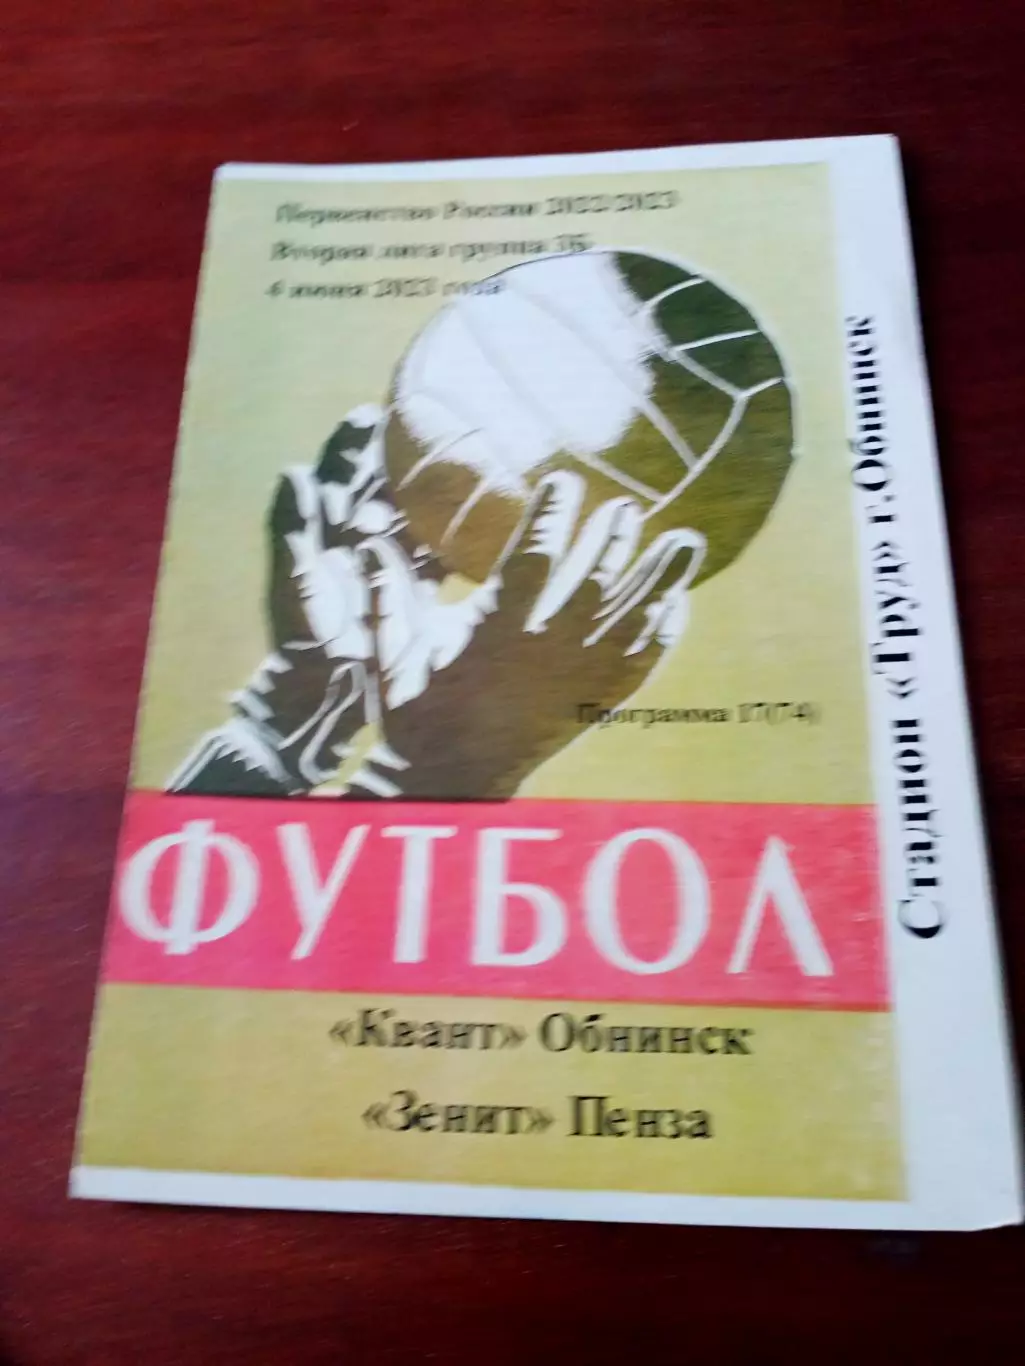 Первенство России 2022/2023
Вторая лига группа 3Б
4 июня 2023 года
Программа 17(74)
ФУТБОЛ
«Квант» Обнинск
«Зенит» Пенза
Стадион «Труд» г.Обнинск